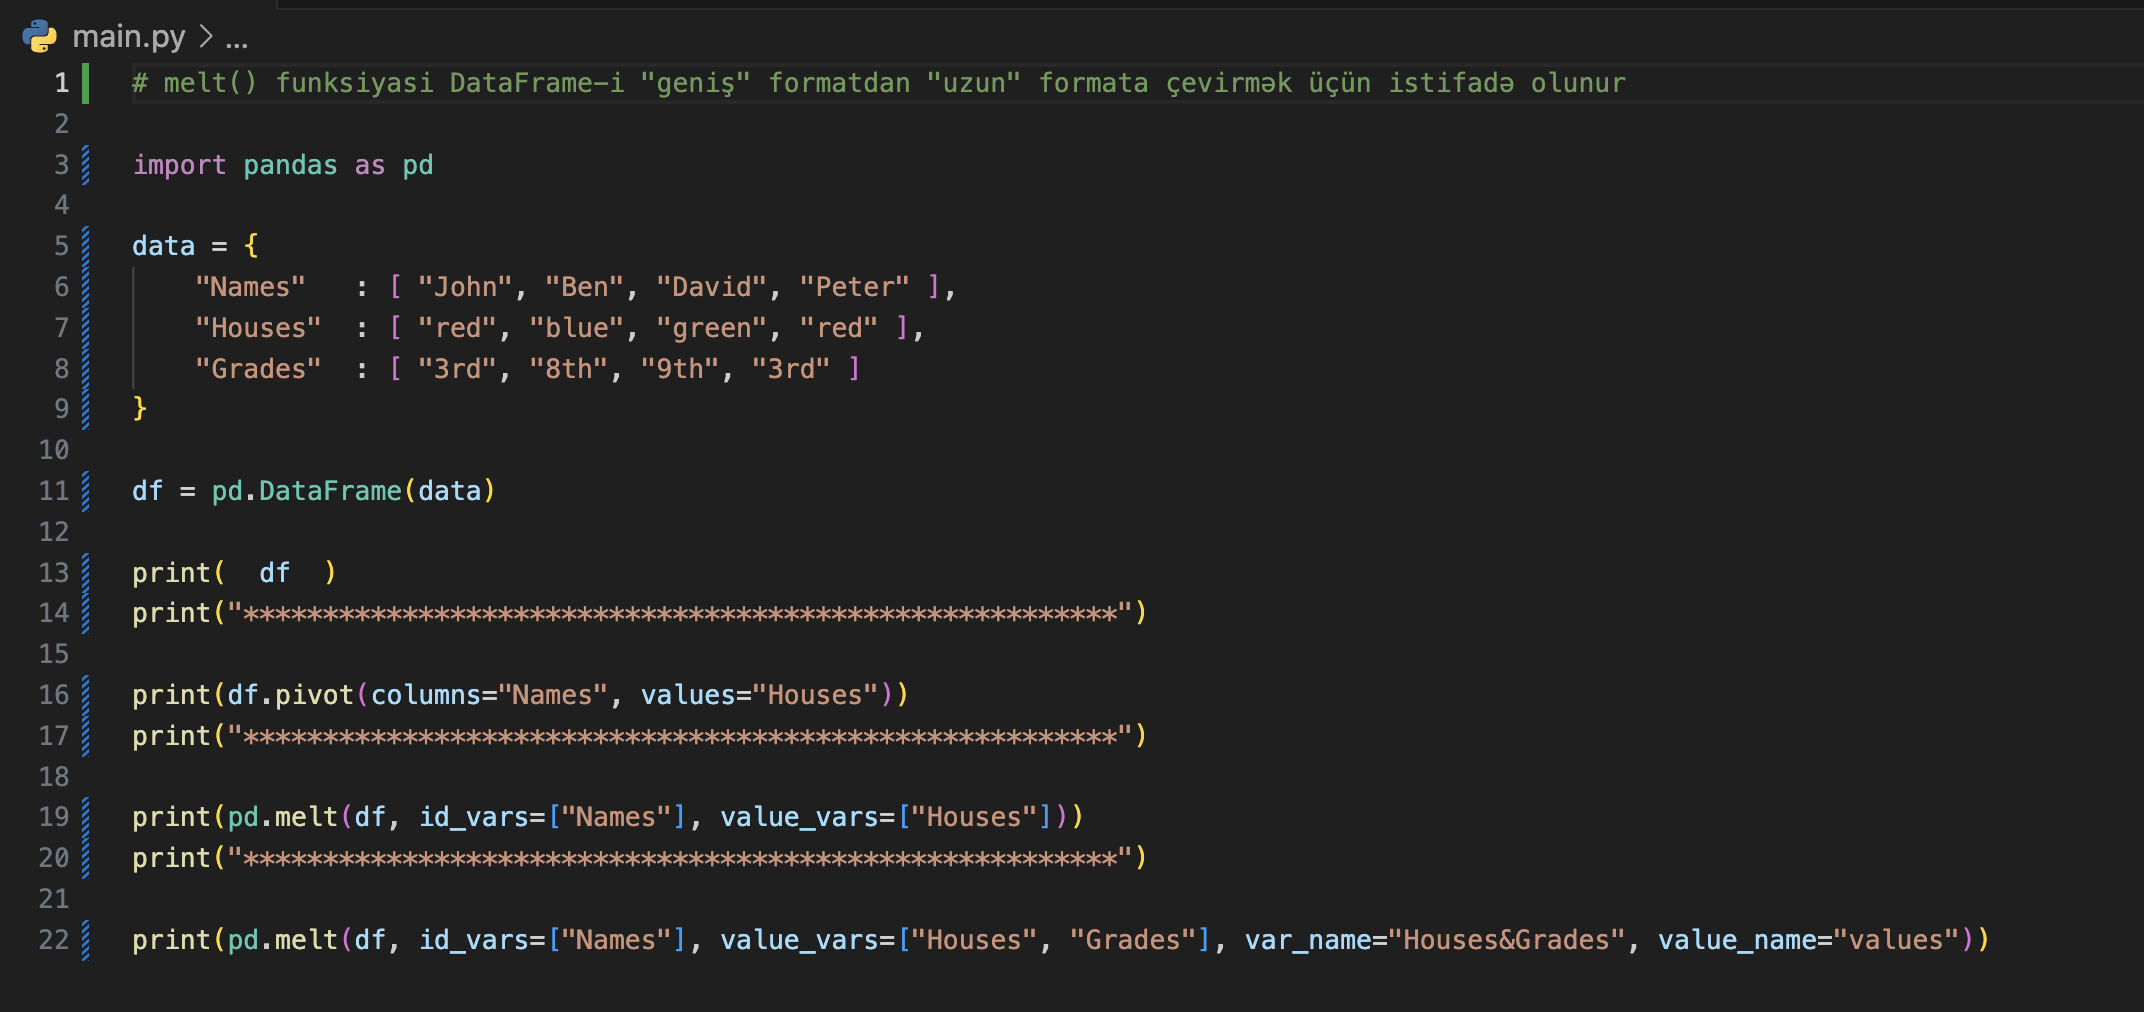 main.py > ...
1 # melt() funksiyasi DataFrame-i "geniş" formatdan "uzun" formata çevirmək üçün istifadə olunur
2
3 import pandas as pd
4
5 data = {
6     "Names"   : [ "John", "Ben", "David", "Peter" ],
7     "Houses"  : [ "red", "blue", "green", "red" ],
8     "Grades"  : [ "3rd", "8th", "9th", "3rd" ]
9 }
10
11 df = pd.DataFrame(data)
12
13 print(  df  )
14 print("*******************************************************")
15
16 print(df.pivot(columns="Names", values="Houses"))
17 print("*******************************************************")
18
19 print(pd.melt(df, id_vars=["Names"], value_vars=["Houses"]))
20 print("*******************************************************")
21
22 print(pd.melt(df, id_vars=["Names"], value_vars=["Houses", "Grades"], var_name="Houses&Grades", value_name="values"))